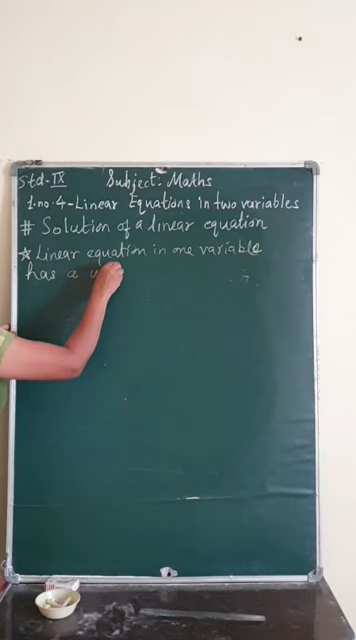 Std-IX Subject: Maths
L.no.4-Linear Equations in two variables
# Solution of a linear equation
☆ Linear equation in one variable
has a u